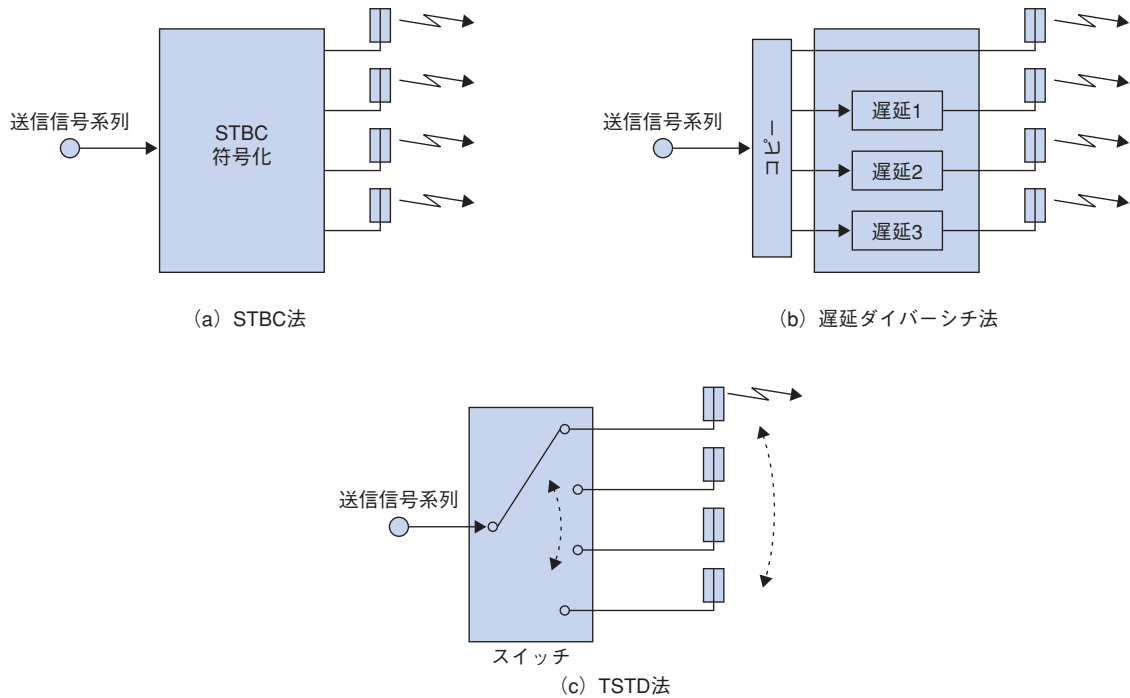 送信信号系列
STBC
符号化
(a) STBC法
送信信号系列
コピー
遅延1
遅延2
遅延3
(b) 遅延ダイバーシチ法
送信信号系列
スイッチ
(c) TSTD法